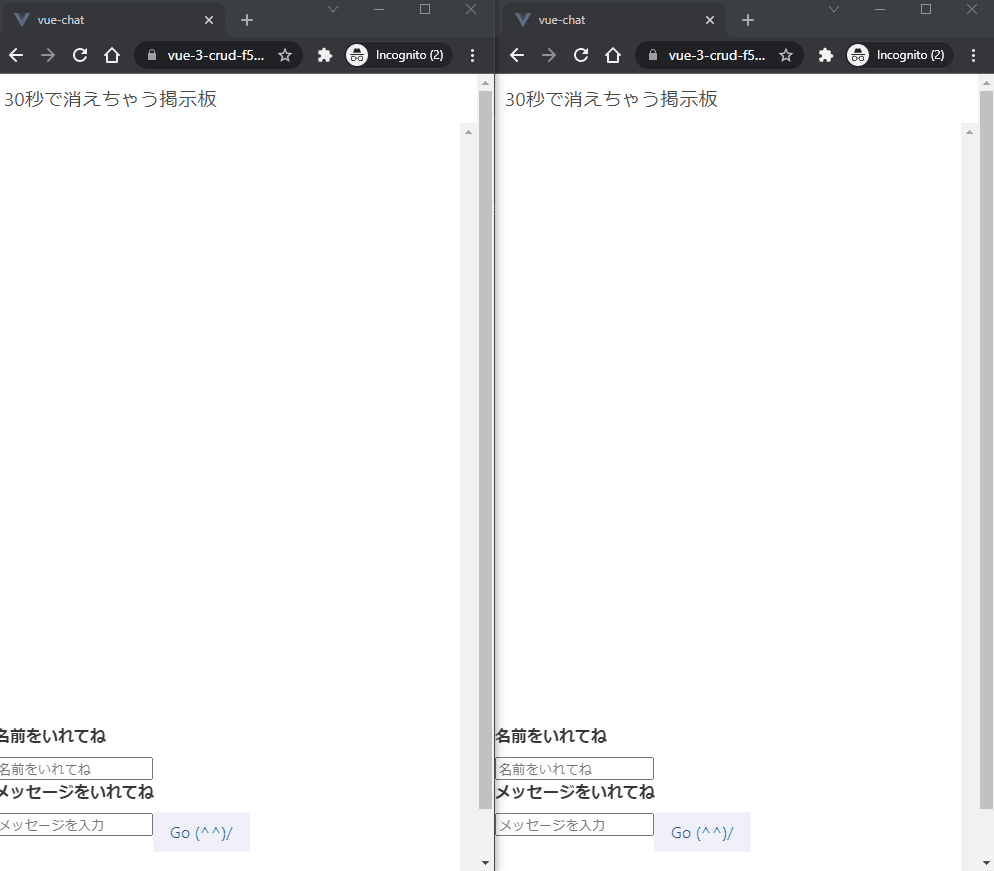 vue-chat
vue-3-crud-f5...
Incognito (2)
30秒で消えちゃう掲示板
名前をいれてね
名前をいれてね
メッセージをいれてね
メッセージを入力
Go (^^)/
vue-chat
vue-3-crud-f5...
Incognito (2)
30秒で消えちゃう掲示板
名前をいれてね
名前をいれてね
メッセージをいれてね
メッセージを入力
Go (^^)/